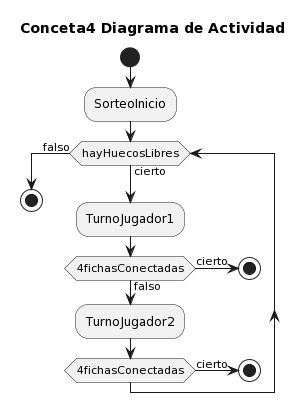 Conceta4 Diagrama de Actividad
SorteoInicio
falso
hayHuecosLibres
cierto
TurnoJugador1
4fichasConectadas
cierto
falso
TurnoJugador2
4fichasConectadas
cierto